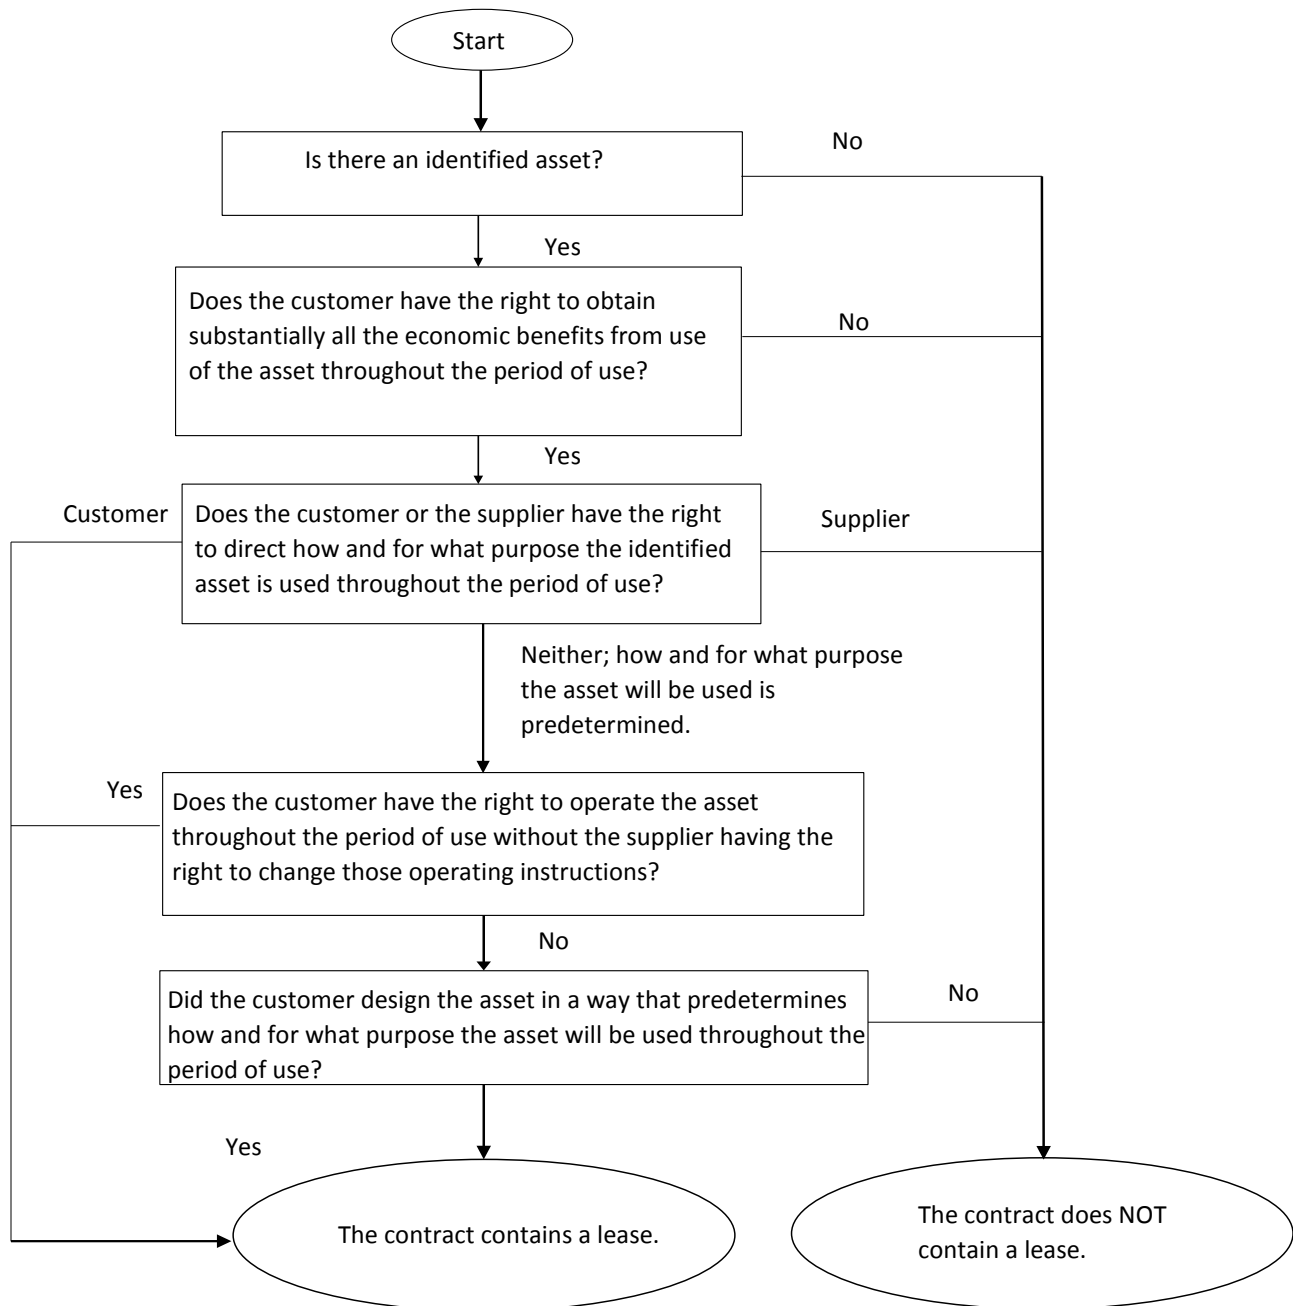 Start
No
Is there an identified asset?
Yes
Does the customer have the right to obtain
substantially all the economic benefits from use
of the asset throughout the period of use?
No
Yes
Customer
Does the customer or the supplier have the right
to direct how and for what purpose the identified
asset is used throughout the period of use?
Supplier
Neither; how and for what purpose
the asset will be used is
predetermined.
Yes
Does the customer have the right to operate the asset
throughout the period of use without the supplier having the
right to change those operating instructions?
No
Did the customer design the asset in a way that predetermines
how and for what purpose the asset will be used throughout the
period of use?
No
Yes
The contract contains a lease.
The contract does NOT
contain a lease.